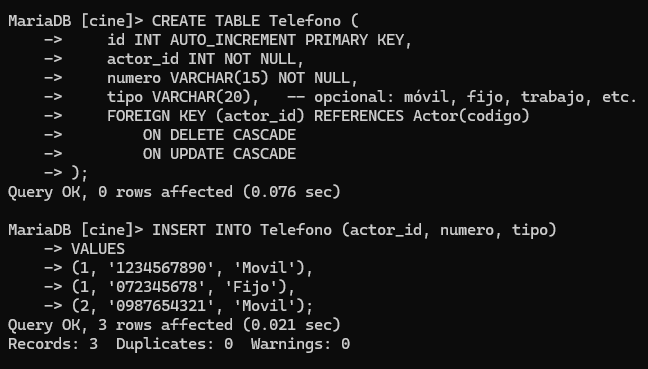 MariaDB [cine]> CREATE TABLE Telefono (
    ->     id INT AUTO_INCREMENT PRIMARY KEY,
    ->     actor_id INT NOT NULL,
    ->     numero VARCHAR(15) NOT NULL,
    ->     tipo VARCHAR(20),   -- opcional: móvil, fijo, trabajo, etc.
    ->     FOREIGN KEY (actor_id) REFERENCES Actor(codigo)
    ->         ON DELETE CASCADE
    ->         ON UPDATE CASCADE
    -> );
Query OK, 0 rows affected (0.076 sec)

MariaDB [cine]> INSERT INTO Telefono (actor_id, numero, tipo)
    -> VALUES
    -> (1, '1234567890', 'Movil'),
    -> (1, '072345678', 'Fijo'),
    -> (2, '0987654321', 'Movil');
Query OK, 3 rows affected (0.021 sec)
Records: 3  Duplicates: 0  Warnings: 0